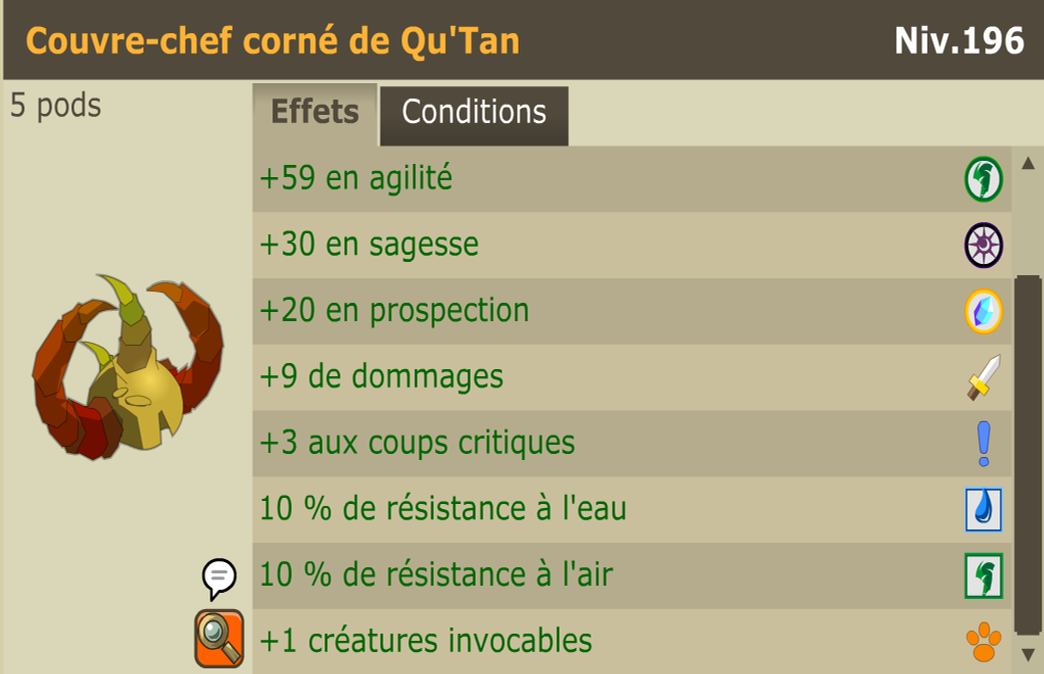 Couvre-chef corné de Qu'Tan Niv.196
5 pods
Effets Conditions
+59 en agilité
+30 en sagesse
+20 en prospection
+9 de dommages
+3 aux coups critiques
10 % de résistance à l'eau
10 % de résistance à l'air
+1 créatures invocables